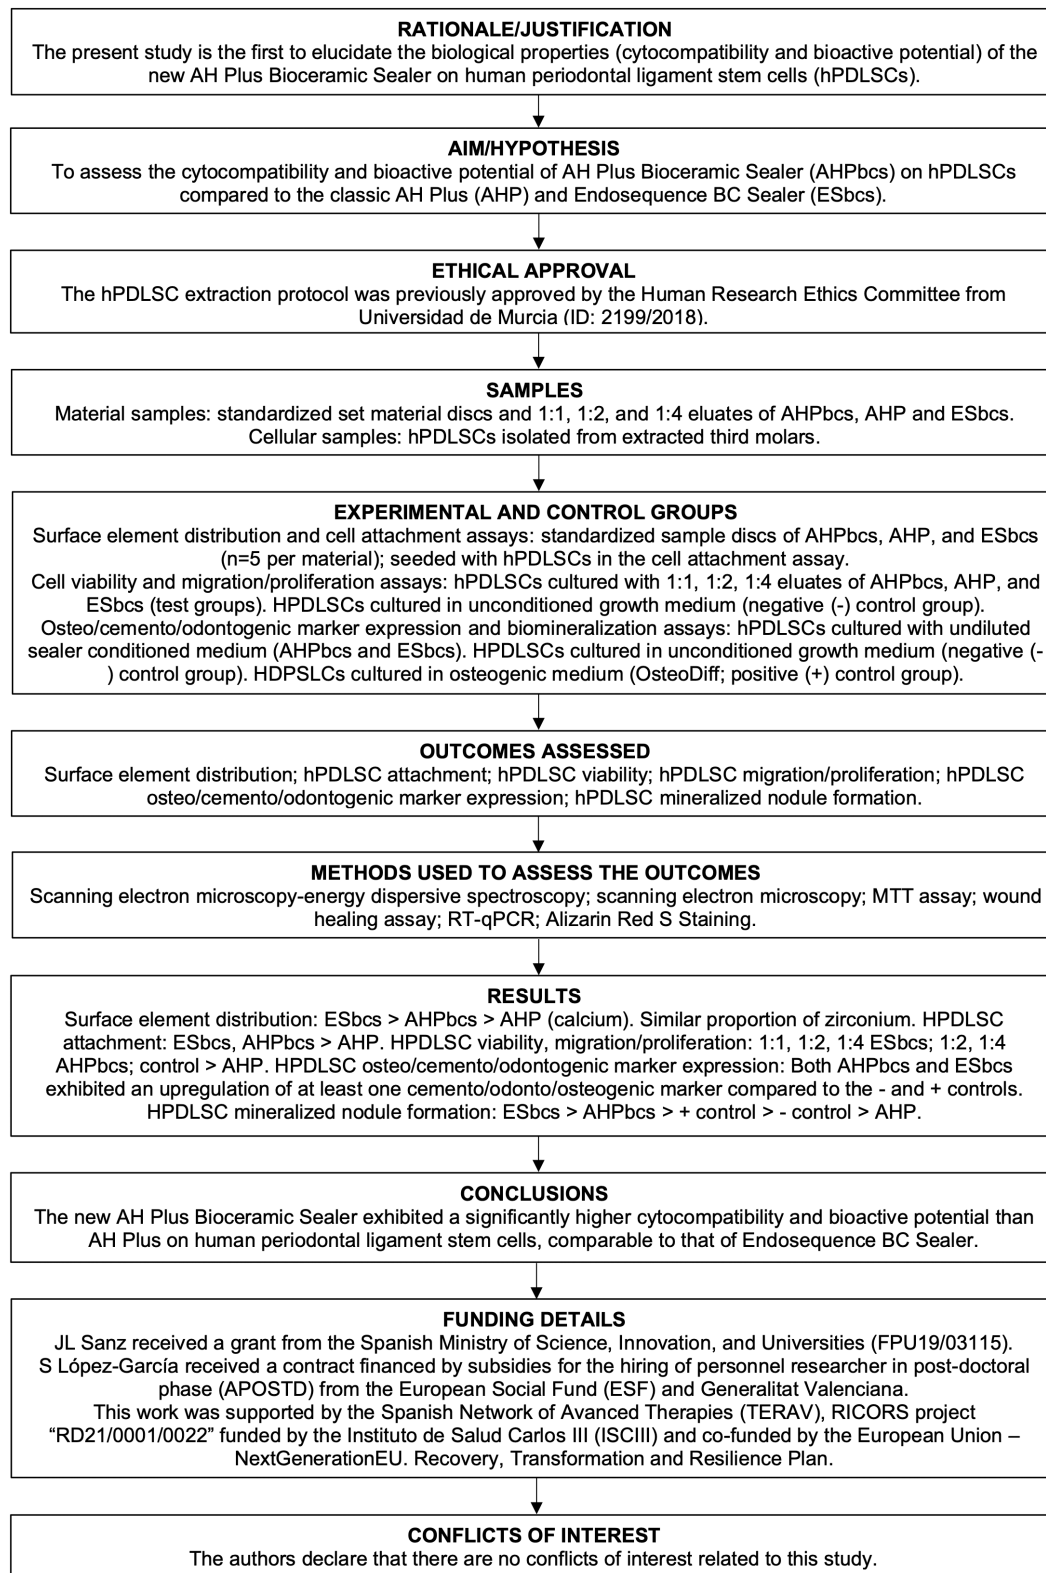 RATIONALE/JUSTIFICATION
The present study is the first to elucidate the biological properties (cytocompatibility and bioactive potential) of the
new AH Plus Bioceramic Sealer on human periodontal ligament stem cells (hPDLSCs).
AIM/HYPOTHESIS
To assess the cytocompatibility and bioactive potential of AH Plus Bioceramic Sealer (AHPbcs) on hPDLSCs
compared to the classic AH Plus (AHP) and Endosequence BC Sealer (ESbcs).
ETHICAL APPROVAL
The hPDLSC extraction protocol was previously approved by the Human Research Ethics Committee from
Universidad de Murcia (ID: 2199/2018).
SAMPLES
Material samples: standardized set material discs and 1:1, 1:2, and 1:4 eluates of AHPbcs, AHP and ESbcs.
Cellular samples: hPDLSCs isolated from extracted third molars.
EXPERIMENTAL AND CONTROL GROUPS
Surface element distribution and cell attachment assays: standardized sample discs of AHPbcs, AHP, and ESbcs
(n=5 per material); seeded with hPDLSCs in the cell attachment assay.
Cell viability and migration/proliferation assays: hPDLSCs cultured with 1:1, 1:2, 1:4 eluates of AHPbcs, AHP, and
ESbcs (test groups). HPDLSCs cultured in unconditioned growth medium (negative (-) control group).
Osteo/cemento/odontogenic marker expression and biomineralization assays: hPDLSCs cultured with undiluted
sealer conditioned medium (AHPbcs and ESbcs). HPDLSCs cultured in unconditioned growth medium (negative (-
) control group). HDPSLCs cultured in osteogenic medium (OsteoDiff; positive (+) control group).
OUTCOMES ASSESSED
Surface element distribution; hPDLSC attachment; hPDLSC viability; hPDLSC migration/proliferation; hPDLSC
osteo/cemento/odontogenic marker expression; hPDLSC mineralized nodule formation.
METHODS USED TO ASSESS THE OUTCOMES
Scanning electron microscopy-energy dispersive spectroscopy; scanning electron microscopy; MTT assay; wound
healing assay; RT-qPCR; Alizarin Red S Staining.
RESULTS
Surface element distribution: ESbcs > AHPbcs > AHP (calcium). Similar proportion of zirconium. HPDLSC
attachment: ESbcs, AHPbcs > AHP. HPDLSC viability, migration/proliferation: 1:1, 1:2, 1:4 ESbcs; 1:2, 1:4
AHPbcs; control > AHP. HPDLSC osteo/cemento/odontogenic marker expression: Both AHPbcs and ESbcs
exhibited an upregulation of at least one cemento/odonto/osteogenic marker compared to the - and + controls.
HPDLSC mineralized nodule formation: ESbcs > AHPbcs > + control > - control > AHP.
CONCLUSIONS
The new AH Plus Bioceramic Sealer exhibited a significantly higher cytocompatibility and bioactive potential than
AH Plus on human periodontal ligament stem cells, comparable to that of Endosequence BC Sealer.
FUNDING DETAILS
JL Sanz received a grant from the Spanish Ministry of Science, Innovation, and Universities (FPU19/03115).
S López-García received a contract financed by subsidies for the hiring of personnel researcher in post-doctoral
phase (APOSTD) from the European Social Fund (ESF) and Generalitat Valenciana.
This work was supported by the Spanish Network of Avanced Therapies (TERAV), RICORS project
“RD21/0001/0022” funded by the Instituto de Salud Carlos III (ISCIII) and co-funded by the European Union –
NextGenerationEU. Recovery, Transformation and Resilience Plan.
CONFLICTS OF INTEREST
The authors declare that there are no conflicts of interest related to this study.